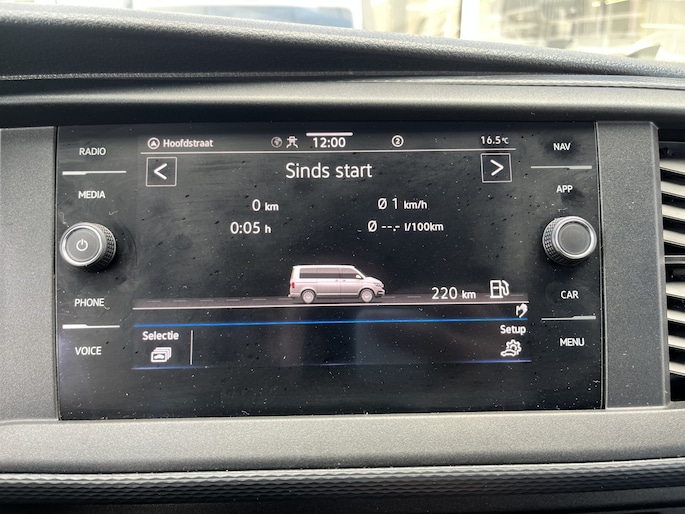 RADIO
MEDIA
PHONE
VOICE
Hoofdstraat 12:00 2 16.5°C
< Sinds start >
0 km Ø 1 km/h
0:05 h Ø --.- l/100km
220 km
Selectie Setup
NAV
APP
CAR
MENU